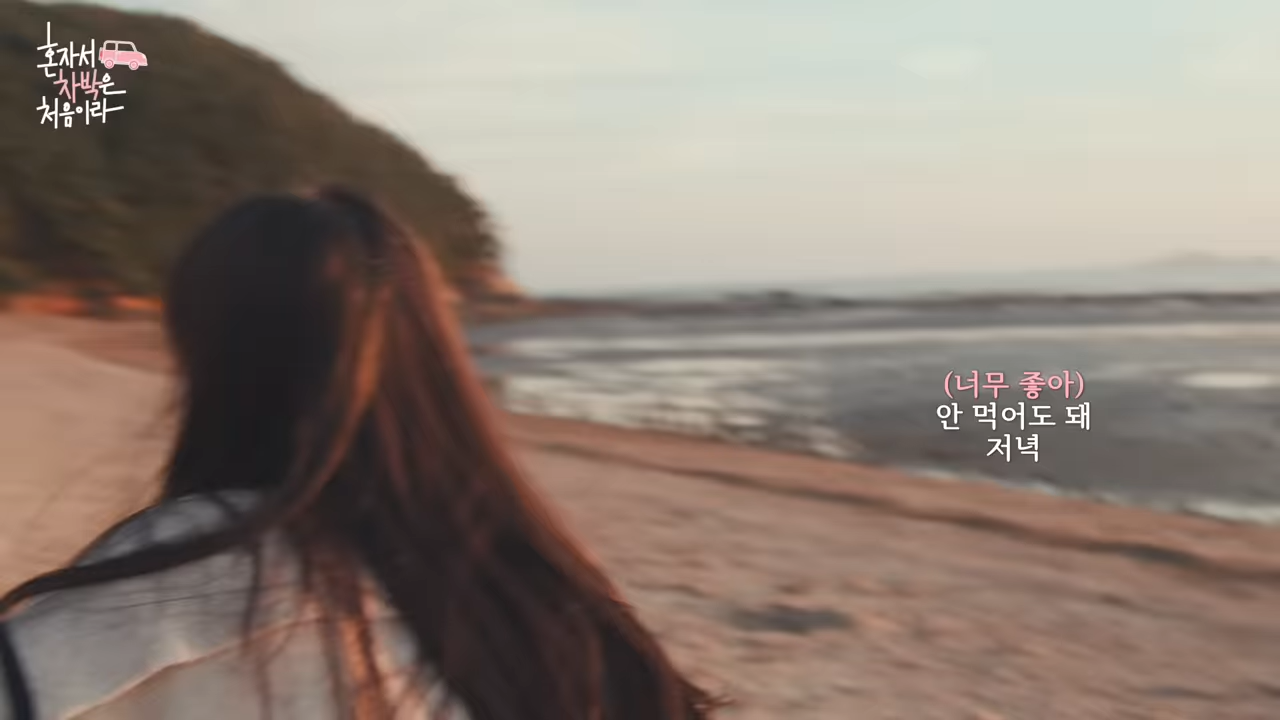 혼자서
차박은
처음이라
(너무 좋아)
안 먹어도 돼
저녁